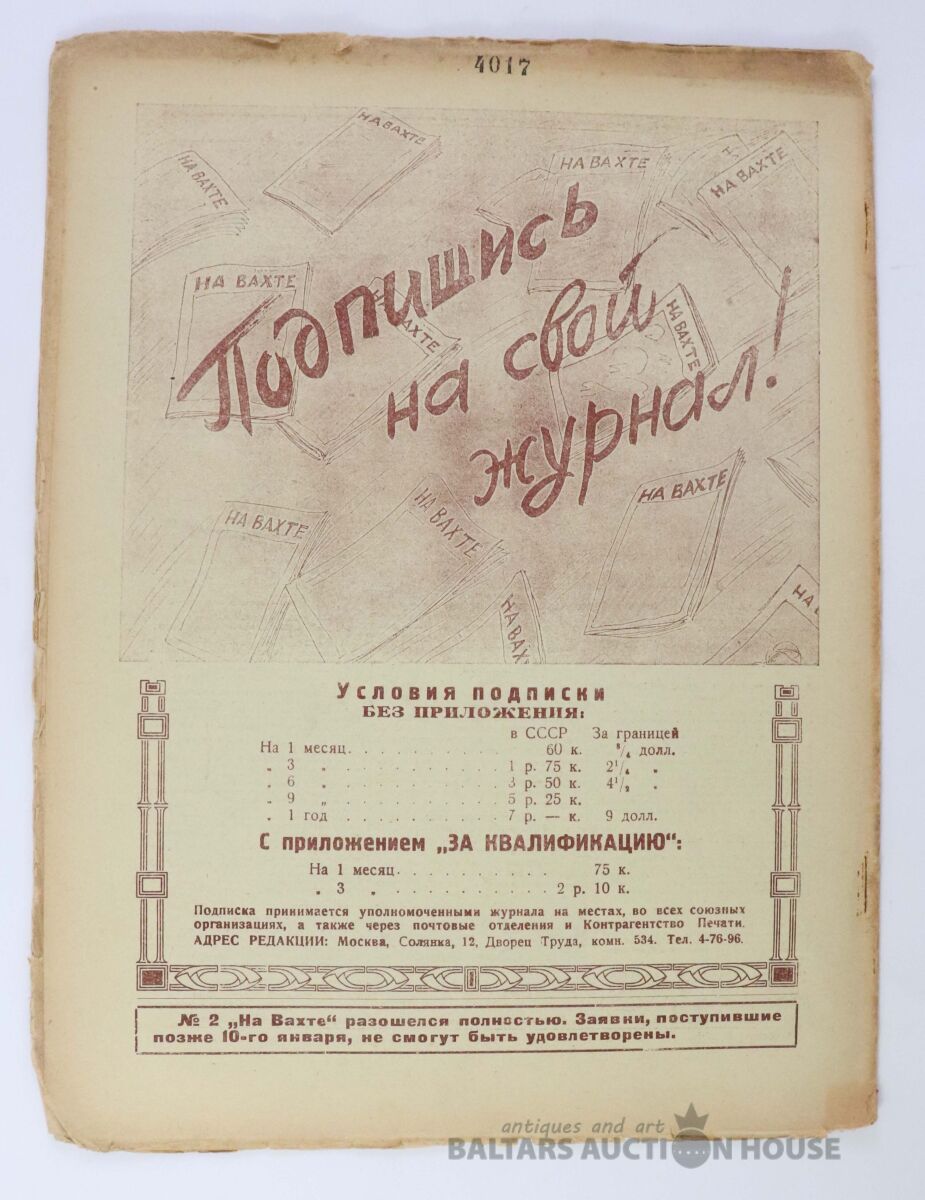 4017
НА ВАХТЕ
НА ВАХТЕ
НА ВАХТЕ
НА ВАХТЕ
НА ВАХТЕ
Подпишись
на свой
журнал!
АХТЕ
НА ВАХТЕ
НА ВАХТЕ
НА ВАХТЕ
НА ВАХТЕ
НА ВАХТ
НА
УСЛОВИЯ ПОДПИСКИ
БЕЗ ПРИЛОЖЕНИЯ:
в СССР За границей
На 1 месяц. . . . . . . . . . . 60 к. ³/₄ долл.
„ 3 „ . . . . . . . . . . 1 р. 75 к. 2¹/₄ „
„ 6 „ . . . . . . . . . . 3 р. 50 к. 4¹/₂ „
„ 9 „ . . . . . . . . . . 5 р. 25 к.
„ 1 год . . . . . . . . . . 7 р. — к. 9 долл.
С приложением „ЗА КВАЛИФИКАЦИЮ“:
На 1 месяц. . . . . . . . . . . 75 к.
„ 3 „ . . . . . . . . . . . 2 р. 10 к.
Подписка принимается уполномоченными журнала на местах, во всех союзных
организациях, а также через почтовые отделения и Контрагентство Печати.
АДРЕС РЕДАКЦИИ: Москва, Солянка, 12, Дворец Труда, комн. 534. Тел. 4-76-96.
№ 2 „На Вахте“ разошелся полностью. Заявки, поступившие
позже 10-го января, не смогут быть удовлетворены.
antiques and art
BALTARS AUCTION HOUSE